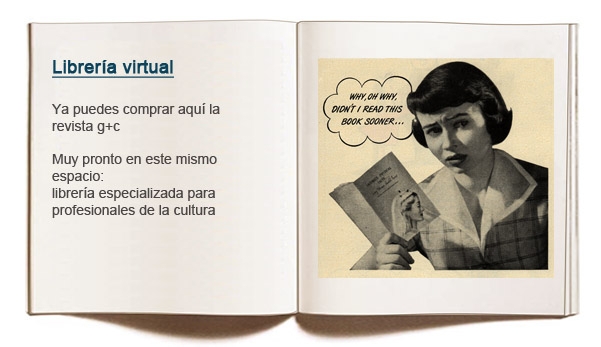 Librería virtual
Ya puedes comprar aquí la
revista g+c
Muy pronto en este mismo
espacio:
librería especializada para
profesionales de la cultura
WHY, OH WHY,
DIDN'T I READ THIS
BOOK SOONER...